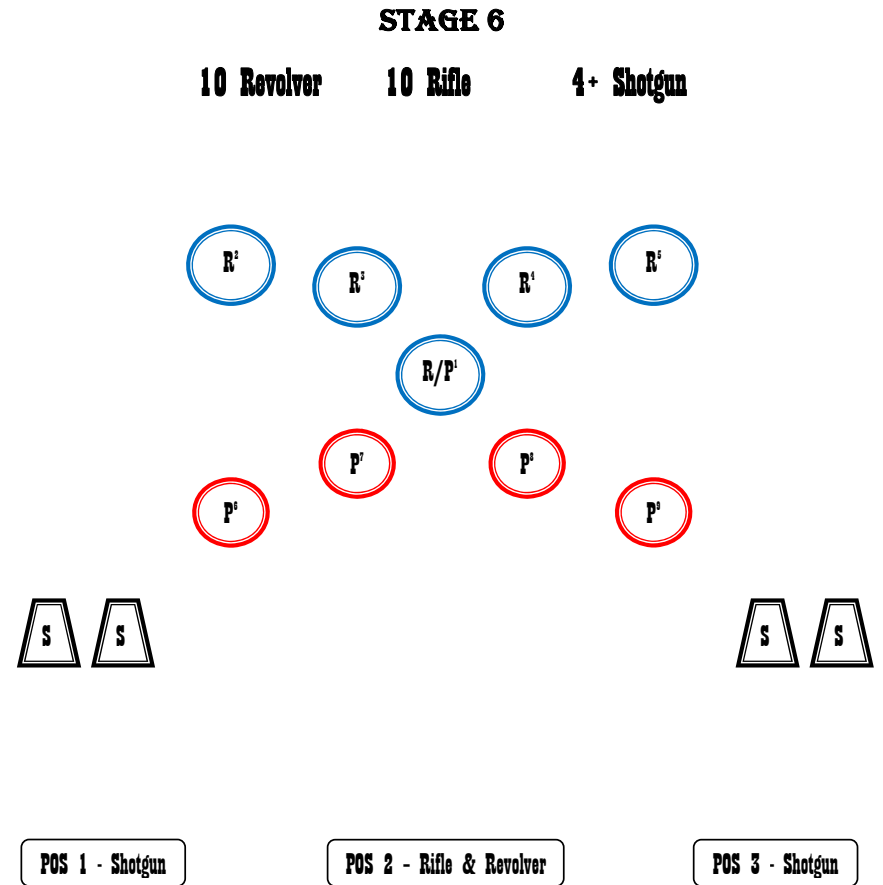 STAGE 6
10 Revolver 10 Rifle 4+ Shotgun
R² R³ R⁴ R⁵
R/P¹
P⁷ P⁸
P⁶ P⁹
S S S S
POS 1 - Shotgun POS 2 – Rifle & Revolver POS 3 - Shotgun